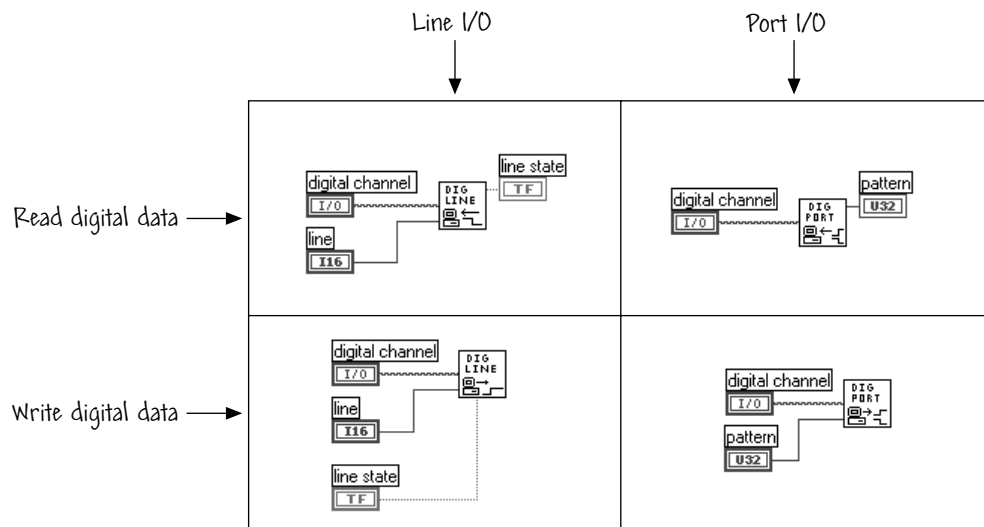 Line I/O
Port I/O
Read digital data
digital channel
I/O
line
I16
DIG
LINE
line state
TF
digital channel
I/O
DIG
PORT
pattern
U32
Write digital data
digital channel
I/O
line
I16
line state
TF
DIG
LINE
digital channel
I/O
pattern
U32
DIG
PORT